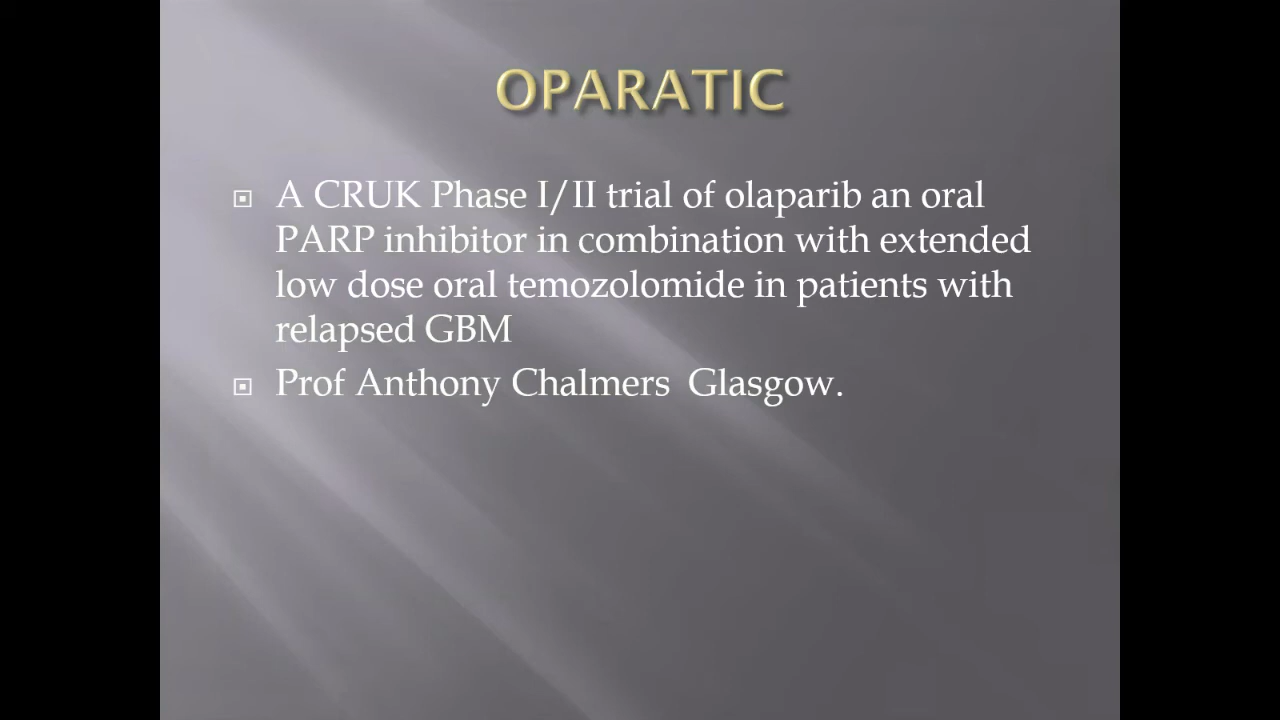 OPARATIC
A CRUK Phase I/II trial of olaparib an oral
PARP inhibitor in combination with extended
low dose oral temozolomide in patients with
relapsed GBM
Prof Anthony Chalmers  Glasgow.